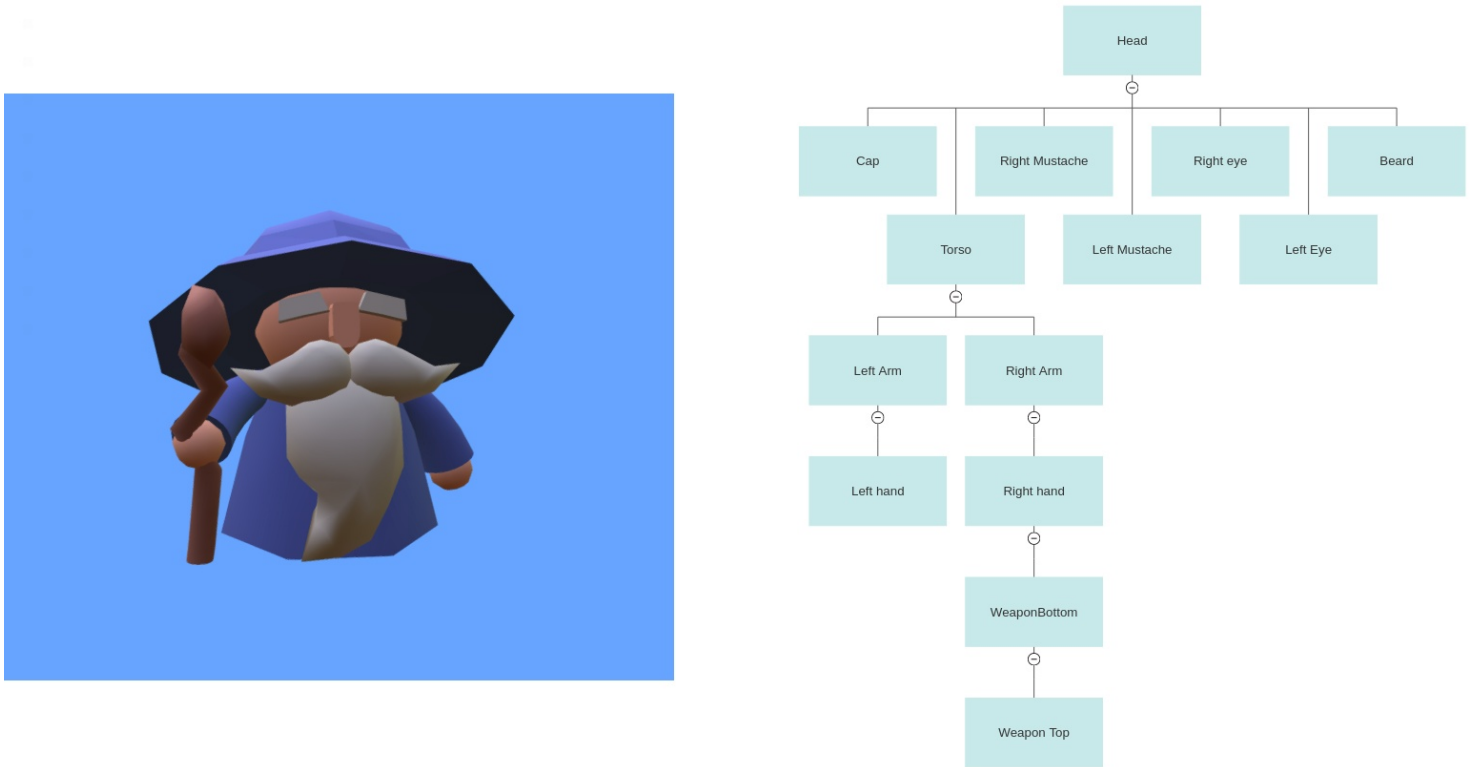 Head
Cap
Right Mustache
Right eye
Beard
Torso
Left Mustache
Left Eye
Left Arm
Right Arm
Left hand
Right hand
WeaponBottom
Weapon Top